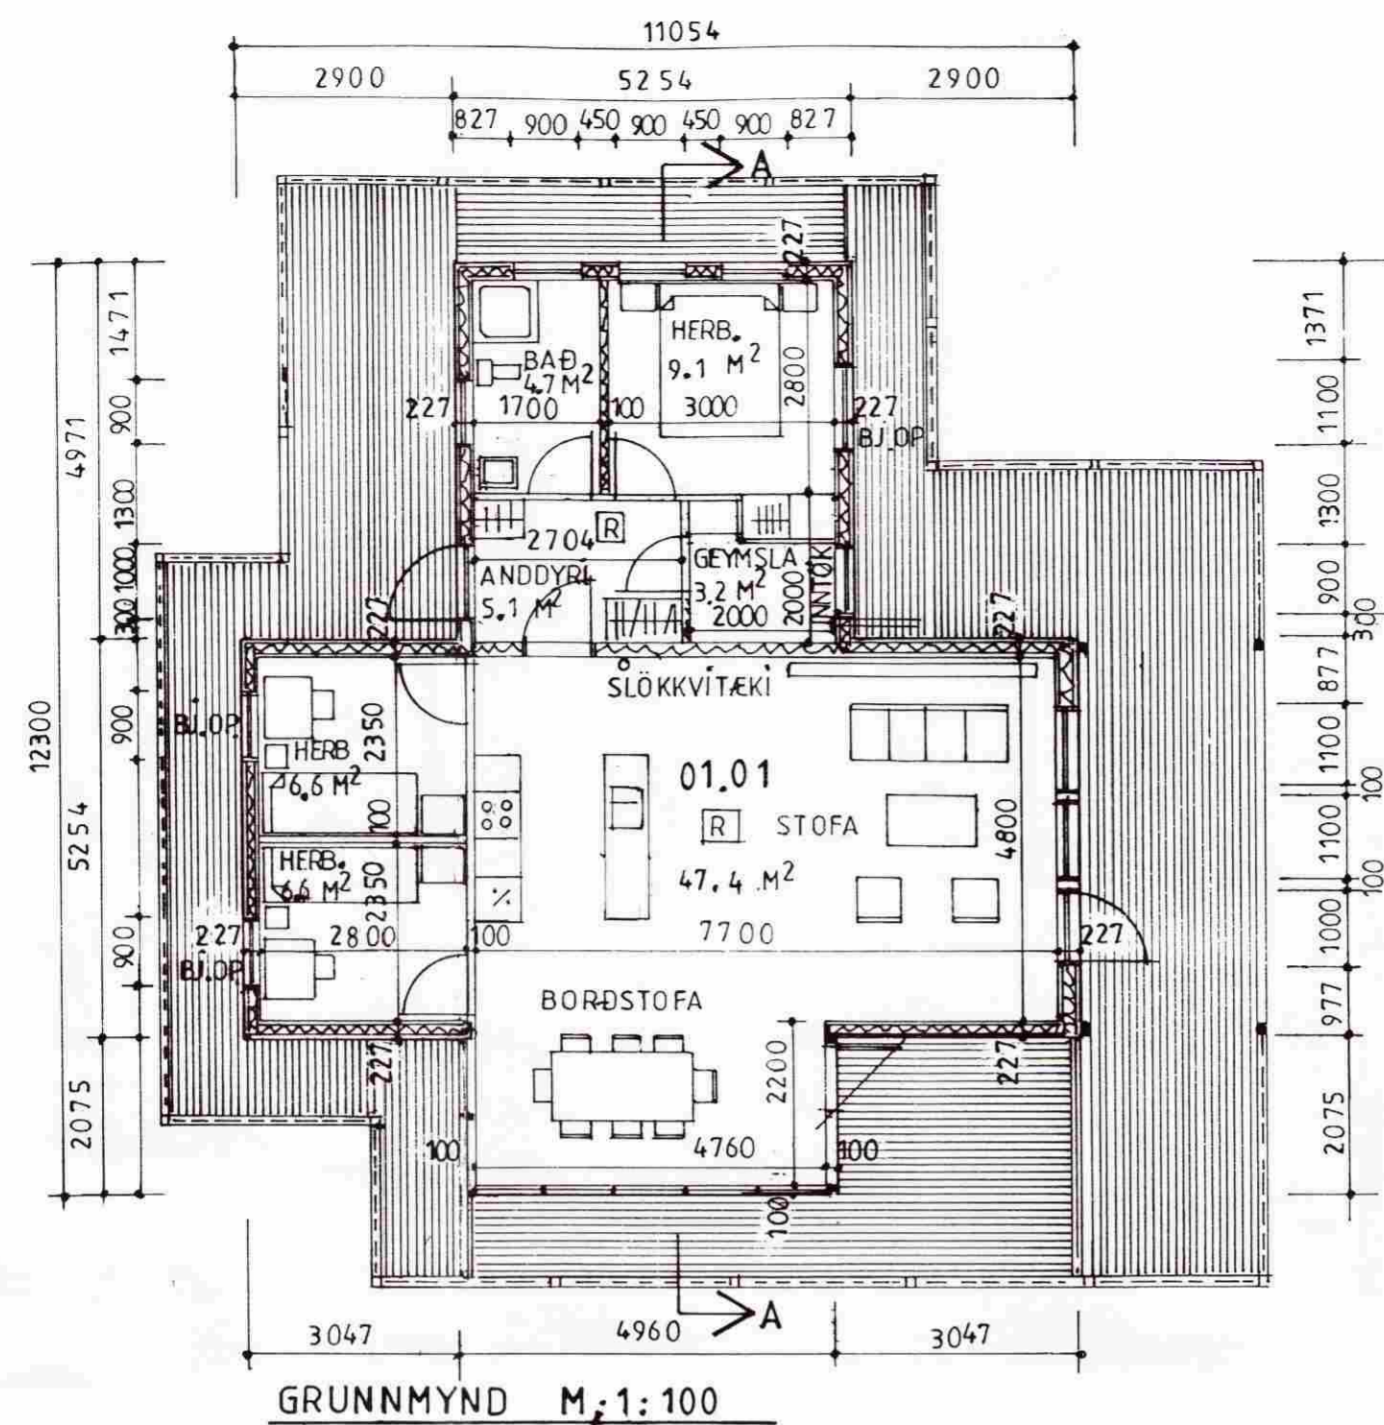 11054
2900 5254 2900
827 900 450 900 450 900 827
A
227
1471
1371
HERB.
9.1 M²
BAÐ
4.7 M²
2800
1100
900
227 1700 100 3000 227
BJ.OP
4971
1300
1300
2704 R
GEYMSLA
3.2 M²
2000
2000
INNTÖK
ANDDYRI
5.1 M²
1000
900
300
300
227
227
SLÖKKVITÆKI
877
BJ.OP.
900
2350
HERB
6.6 M²
01.01
1100
100
12300
100
R STOFA
4800
5254
1100
HERB.
6.6 M²
2350
47.4 M²
100
227 2800 100 7700 227
900
1000
BJ.OP
BORÐSTOFA
977
227
227
2200
2075
2075
100 4760 100
100
A
3047 4960 3047
GRUNNMYND M:1:100